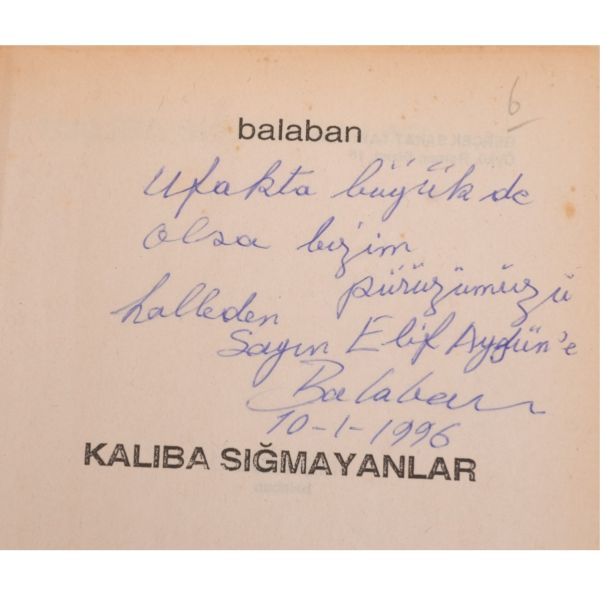 6
balaban
Ufakta büyük de
olsa bizim
pürüzümüzü
halleden
Sayın Elif Aygün'e
Balaban
10-1-1996
KALIBA SIĞMAYANLAR